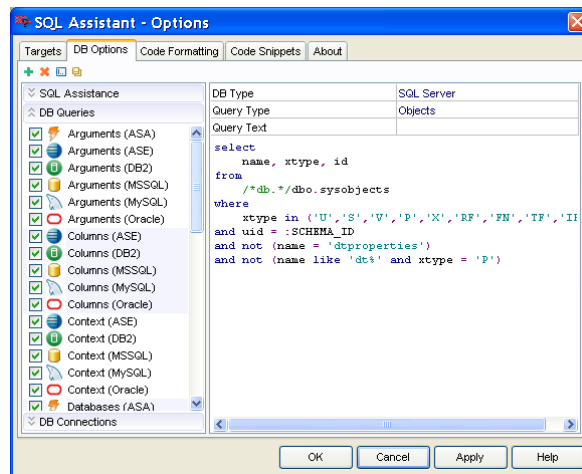 SQL Assistant - Options
Targets DB Options Code Formatting Code Snippets About
SQL Assistance
DB Queries
Arguments (ASA)
Arguments (ASE)
Arguments (DB2)
Arguments (MSSQL)
Arguments (MySQL)
Arguments (Oracle)
Columns (ASE)
Columns (DB2)
Columns (MSSQL)
Columns (MySQL)
Columns (Oracle)
Context (ASE)
Context (DB2)
Context (MSSQL)
Context (MySQL)
Context (Oracle)
Databases (ASA)
DB Connections
DB Type SQL Server
Query Type Objects
Query Text
select
name, xtype, id
from
/*db.*/dbo.sysobjects
where
xtype in ('U','S','V','P','X','RF','FN','TF','IF
and uid = :SCHEMA_ID
and not (name = 'dtproperties')
and not (name like 'dt%' and xtype = 'P')
OK Cancel Apply Help